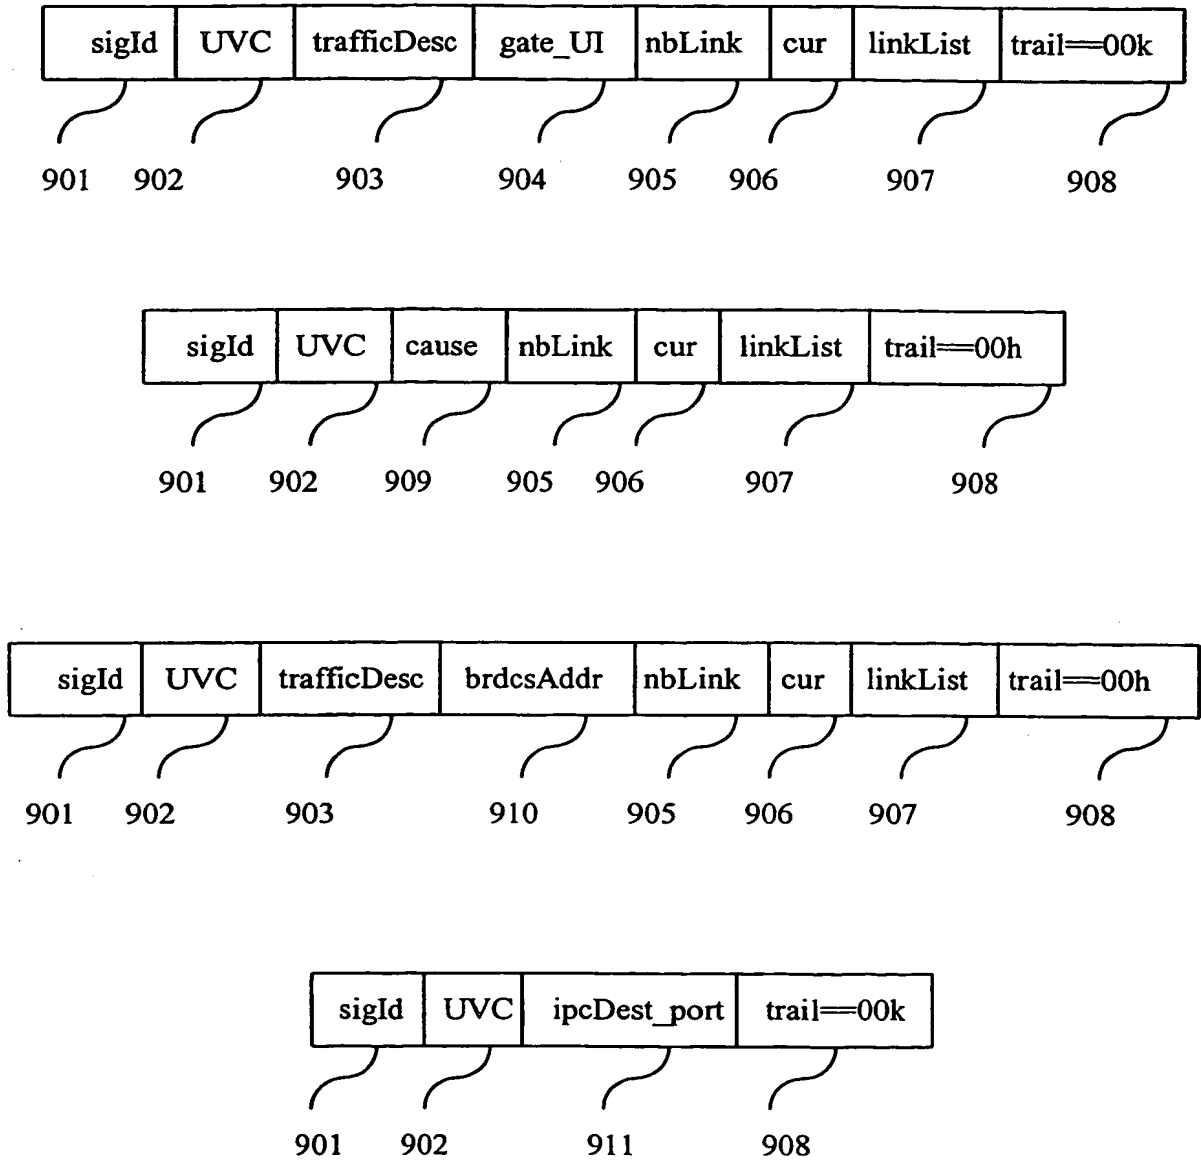 sigId UVC trafficDesc gate_UI nbLink cur linkList trail==00k
901 902 903 904 905 906 907 908
sigId UVC cause nbLink cur linkList trail==00h
901 902 909 905 906 907 908
sigId UVC trafficDesc brdcsAddr nbLink cur linkList trail==00h
901 902 903 910 905 906 907 908
sigId UVC ipcDest_port trail==00k
901 902 911 908